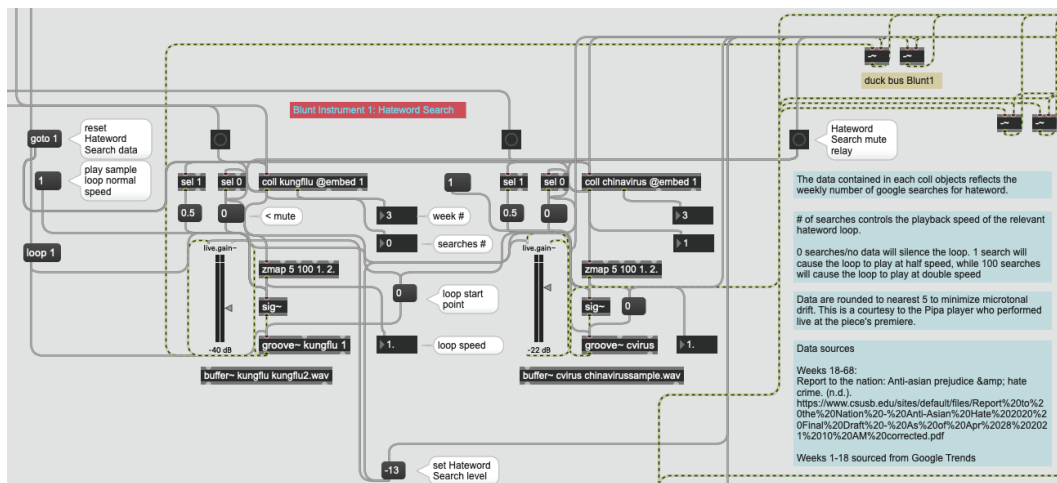 duck bus Blunt1
Blunt Instrument 1: Hateword Search
goto 1
reset
Hateword
Search data
Hateword
Search mute
relay
1
play sample
loop normal
speed
sel 1
sel 0
coll kungfllu @embed 1
1
sel 1
sel 0
coll chinavirus @embed 1
0.5
0
< mute
3
week #
0.5
0
3
loop 1
0
searches #
1
live.gain~
zmap 5 100 1. 2.
live.gain~
zmap 5 100 1. 2.
sig~
0
loop start
point
sig~
0
-40 dB
groove~ kungflu 1
1.
loop speed
-22 dB
groove~ cvirus
1.
buffer~ kungflu kungflu2.wav
buffer~ cvirus chinavirussample.wav
-13
set Hateword
Search level
The data contained in each coll objects reflects the
weekly number of google searches for hateword.
# of searches controls the playback speed of the relevant
hateword loop.
0 searches/no data will silence the loop. 1 search will
cause the loop to play at half speed, while 100 searches
will cause the loop to play at double speed
Data are rounded to nearest 5 to minimize microtonal
drift. This is a courtesy to the Pipa player who performed
live at the piece's premiere.
Data sources
Weeks 18-68:
Report to the nation: Anti-asian prejudice &amp; hate
crime. (n.d.).
https://www.csusb.edu/sites/default/files/Report%20to%2
0the%20Nation%20-%20Anti-Asian%20Hate%202020%2
0Final%20Draft%20-%20As%20of%20Apr%2028%20202
1%2010%20AM%20corrected.pdf
Weeks 1-18 sourced from Google Trends